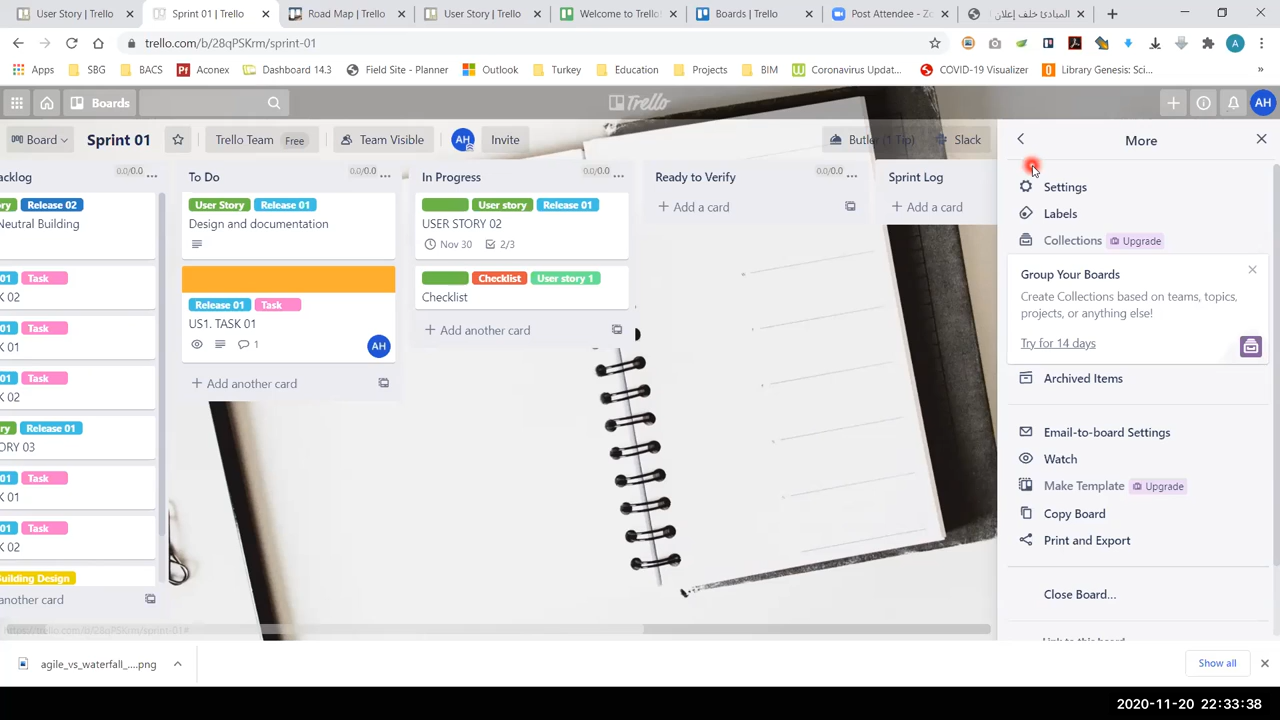 User Story | Trello
Sprint 01 | Trello
Road Map | Trello
User Story | Trello
Welcome to Trello!
Boards | Trello
Post Attendee - Zo
المبادئ خلف إعلان
trello.com/b/28qPSKrm/sprint-01
A
Apps
SBG
BACS
Aconex
Dashboard 14.3
Field Site - Planner
Outlook
Turkey
Education
Projects
BIM
Coronavirus Updat...
COVID-19 Visualizer
Library Genesis: Sci...
Boards
Trello
AH
Board
Sprint 01
Trello Team Free
Team Visible
AH
Invite
Butler (1 Tip)
Slack
More
acklog
0.0/0.0
ory Release 02
Neutral Building
01 Task
K 02
01 Task
K 01
01 Task
K 02
ory Release 01
ORY 03
01 Task
K 01
01 Task
K 02
Building Design
another card
To Do
0.0/0.0
User Story Release 01
Design and documentation
Release 01 Task
US1. TASK 01
1
AH
+ Add another card
In Progress
0.0/0.0
User story Release 01
USER STORY 02
Nov 30 2/3
Checklist User story 1
Checklist
+ Add another card
Ready to Verify
0.0/0.0
+ Add a card
Sprint Log
+ Add a card
Settings
Labels
Collections Upgrade
Group Your Boards
Create Collections based on teams, topics,
projects, or anything else!
Try for 14 days
Archived Items
Email-to-board Settings
Watch
Make Template Upgrade
Copy Board
Print and Export
Close Board...
Link to this board
https://trello.com/b/28qPSKrm/sprint-01#
agile_vs_waterfall_....png
Show all
2020-11-20 22:33:38